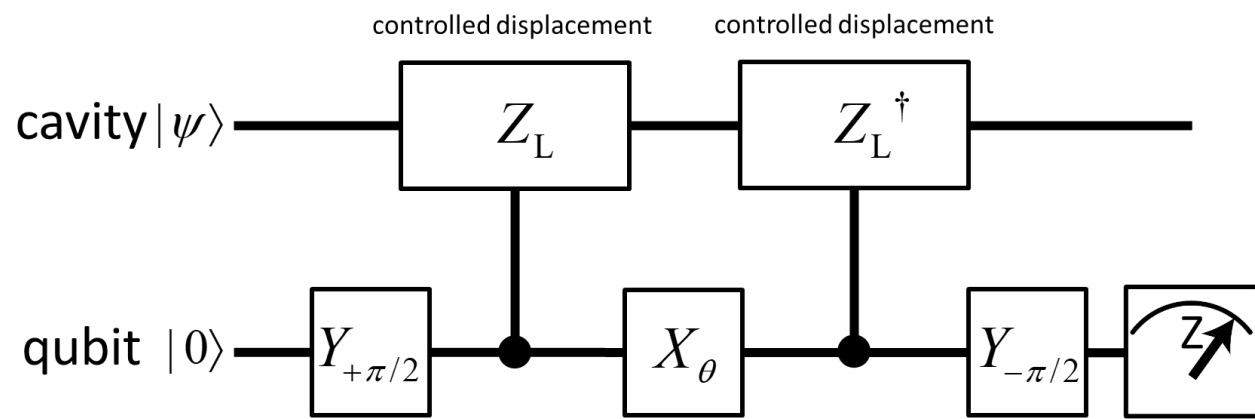 controlled displacement controlled displacement
cavity |ψ⟩ Z_L Z_L†
qubit |0⟩ Y_{+π/2} X_θ Y_{−π/2} Z